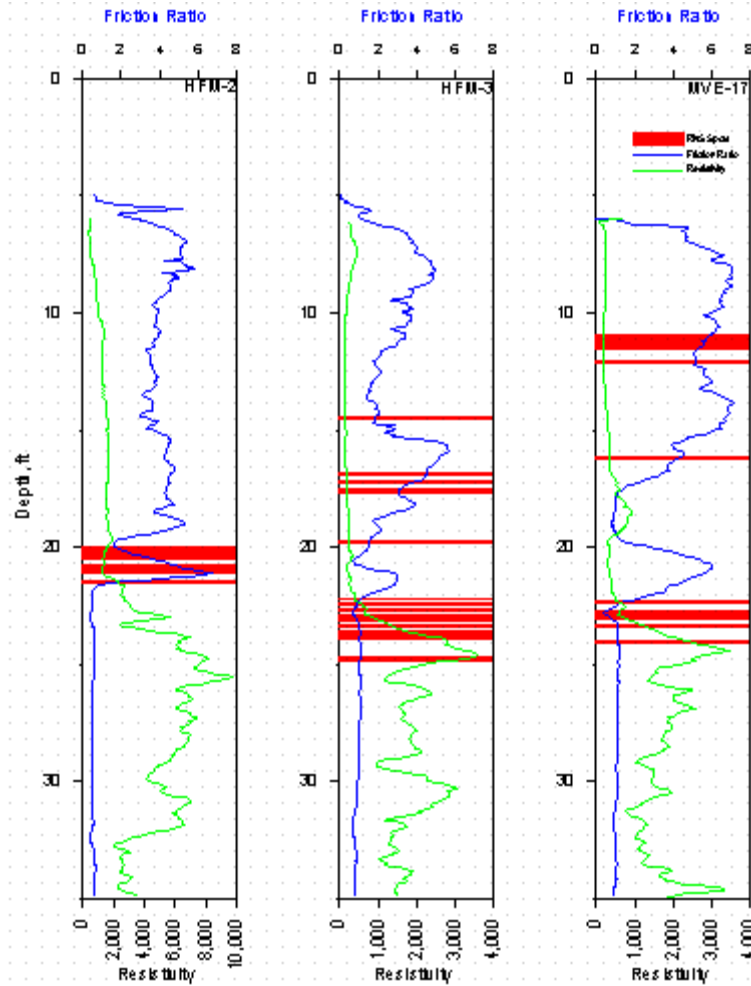 Friction Ratio Friction Ratio Friction Ratio
0 2 4 6 8 0 2 4 6 8 0 2 4 6 8
HFM-2 HFM-3 MVE-17
0 0 0
Friction Ratio
Resistivity
10 10 10
Depth, ft
20 20 20
30 30 30
0 2,000 4,000 6,000 8,000 10,000 0 1,000 2,000 3,000 4,000 0 1,000 2,000 3,000 4,000
Resistivity Resistivity Resistivity